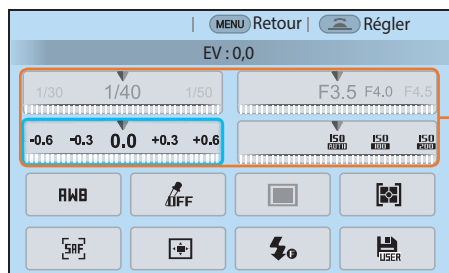 MENU Retour | Régler
EV : 0,0
1/30 1/40 1/50 F3.5 F4.0 F4.5
-0.6 -0.3 0.0 +0.3 +0.6 ISO AUTO ISO 100 ISO 200
AWB OFF
SAF USER